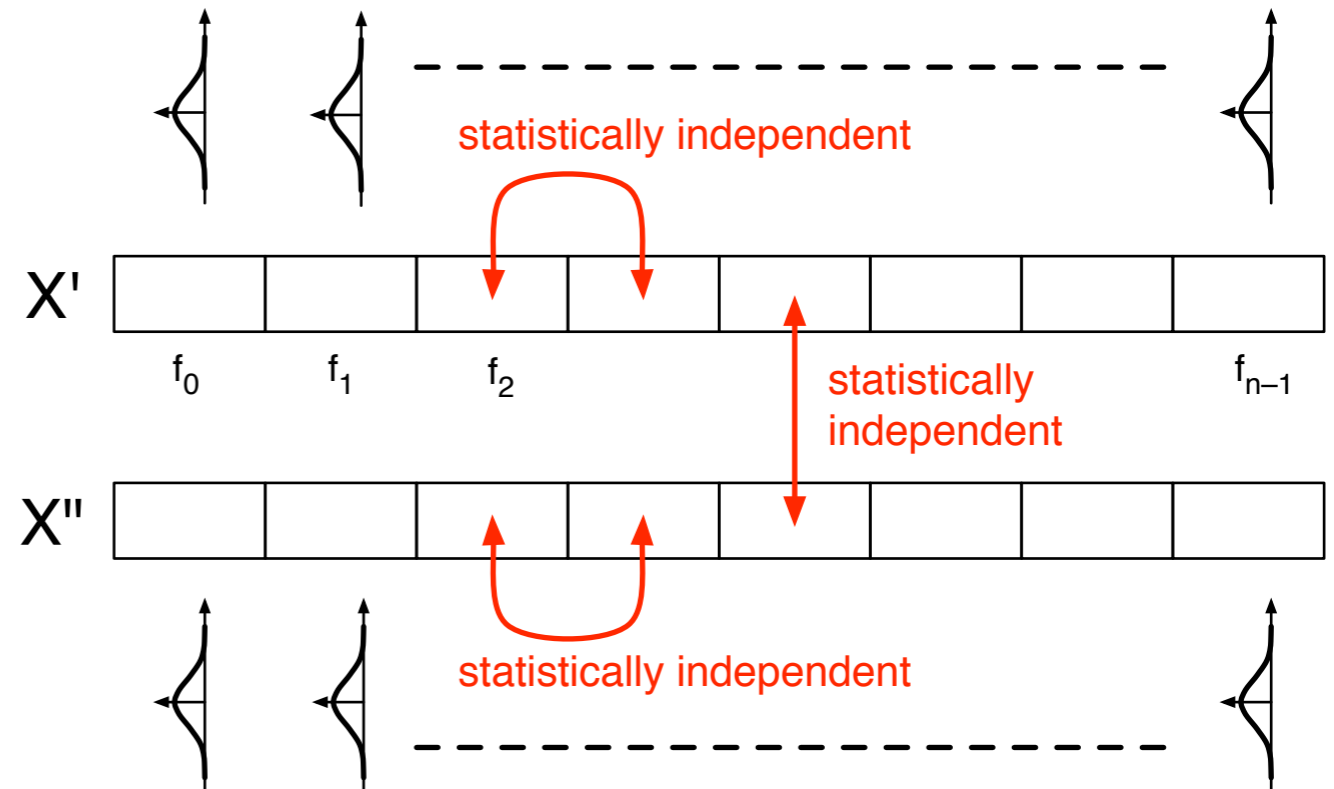 statistically independent
X'
f₀ f₁ f₂ fₙ₋₁
statistically
independent
X"
statistically independent